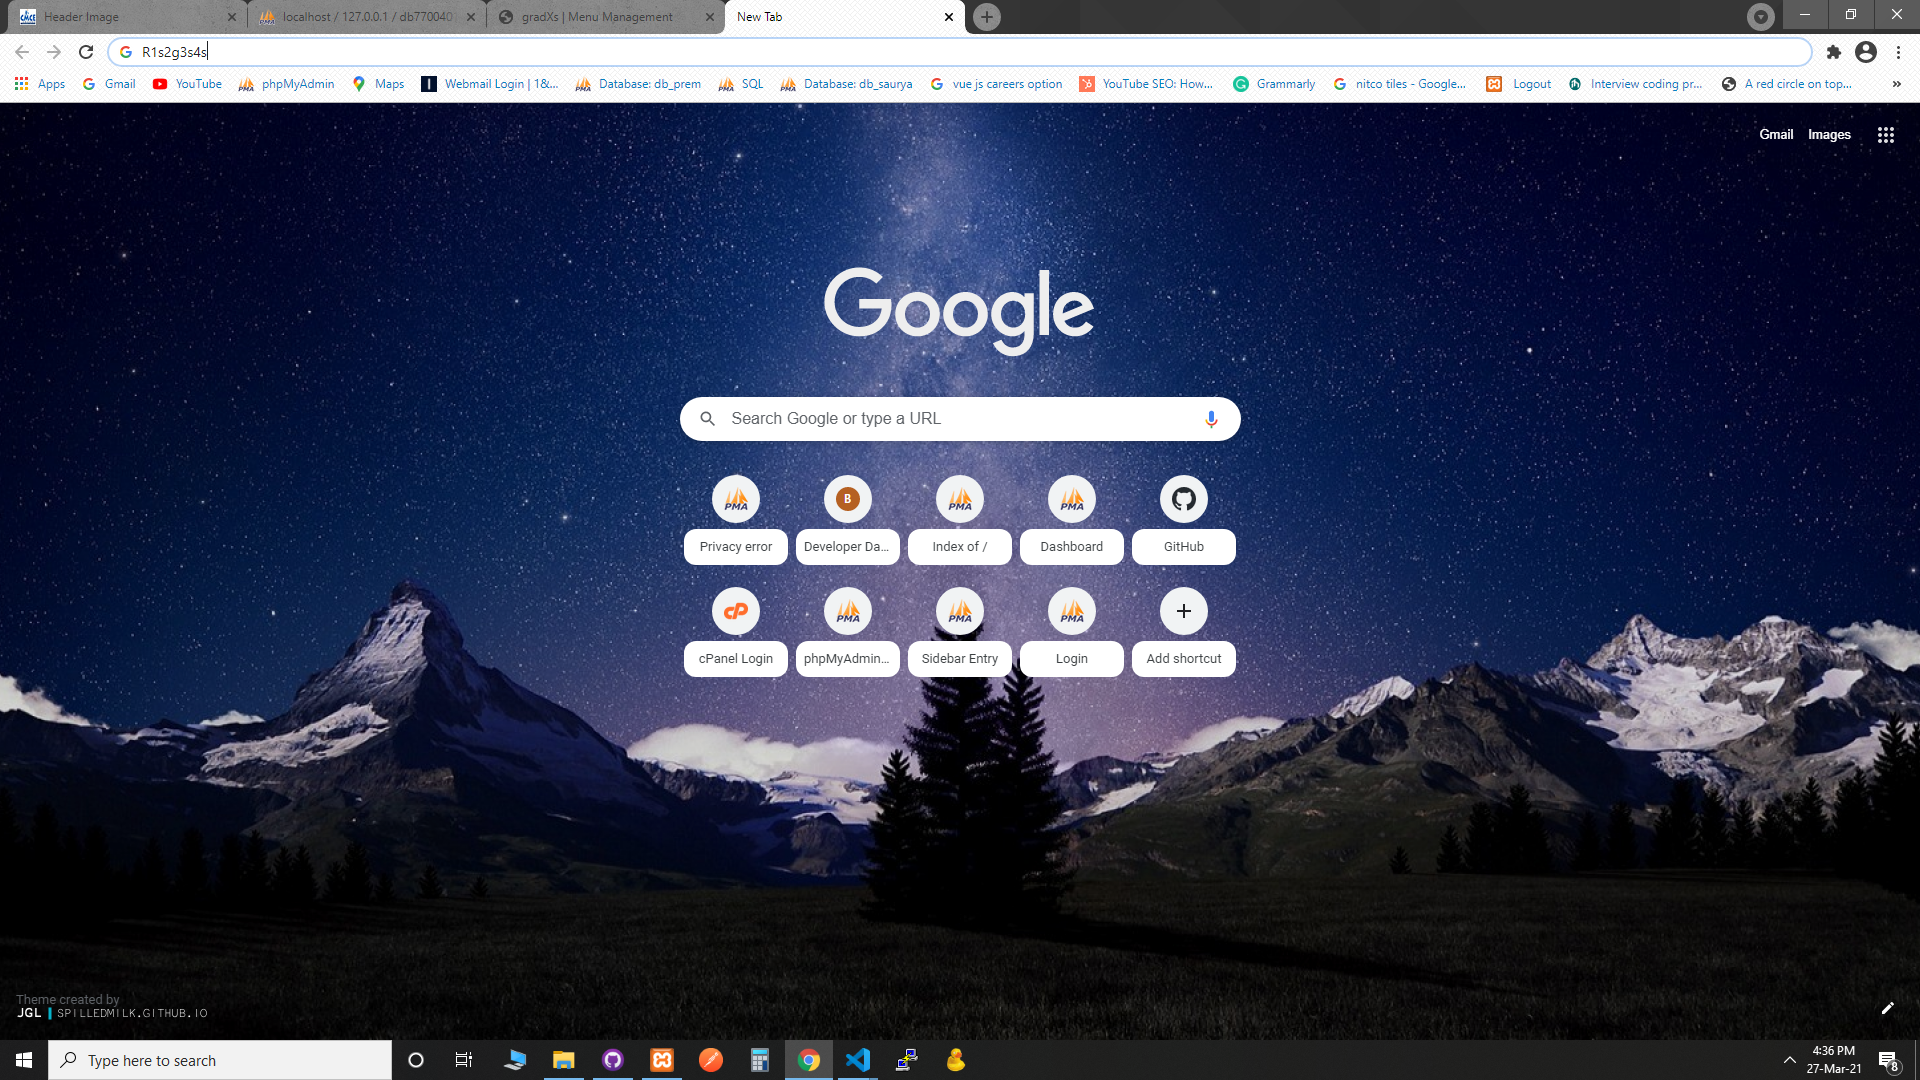 Header Image
localhost / 127.0.0.1 / db770040
gradXs | Menu Management
New Tab
R1s2g3s4s
Apps
Gmail
YouTube
phpMyAdmin
Maps
Webmail Login | 1&...
Database: db_prem
SQL
Database: db_saurya
vue js careers option
YouTube SEO: How...
Grammarly
nitco tiles - Google...
Logout
Interview coding pr...
A red circle on top...
»
Gmail Images
Google
Search Google or type a URL
PMA
B
PMA
PMA
Privacy error
Developer Da...
Index of /
Dashboard
GitHub
cP
PMA
PMA
PMA
cPanel Login
phpMyAdmin...
Sidebar Entry
Login
Add shortcut
Theme created by
JGL | SPILLEDMILK.GITHUB.IO
Type here to search
4:36 PM
27-Mar-21
8